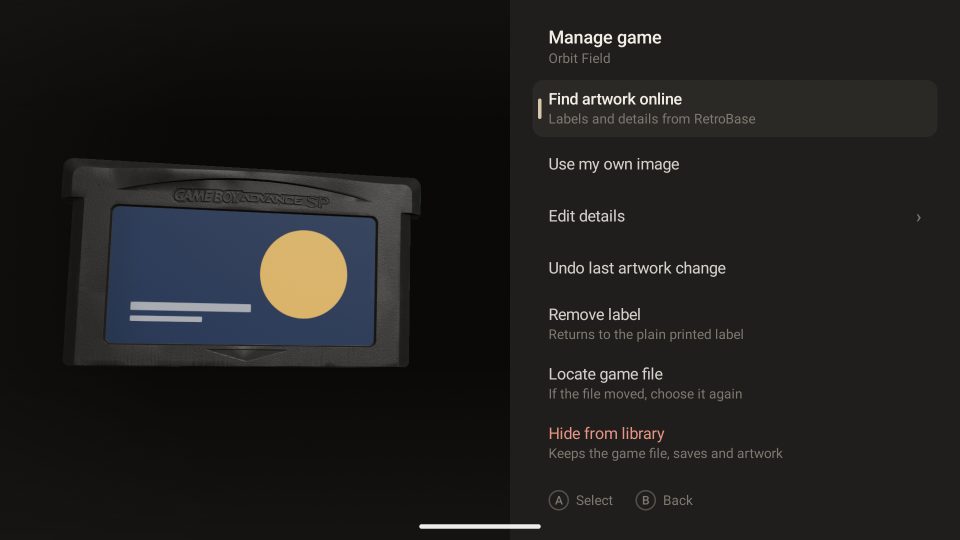 Manage game
Orbit Field
Find artwork online
Labels and details from RetroBase
Use my own image
Edit details
Undo last artwork change
Remove label
Returns to the plain printed label
Locate game file
If the file moved, choose it again
Hide from library
Keeps the game file, saves and artwork
A Select B Back
GAME BOY ADVANCE SP